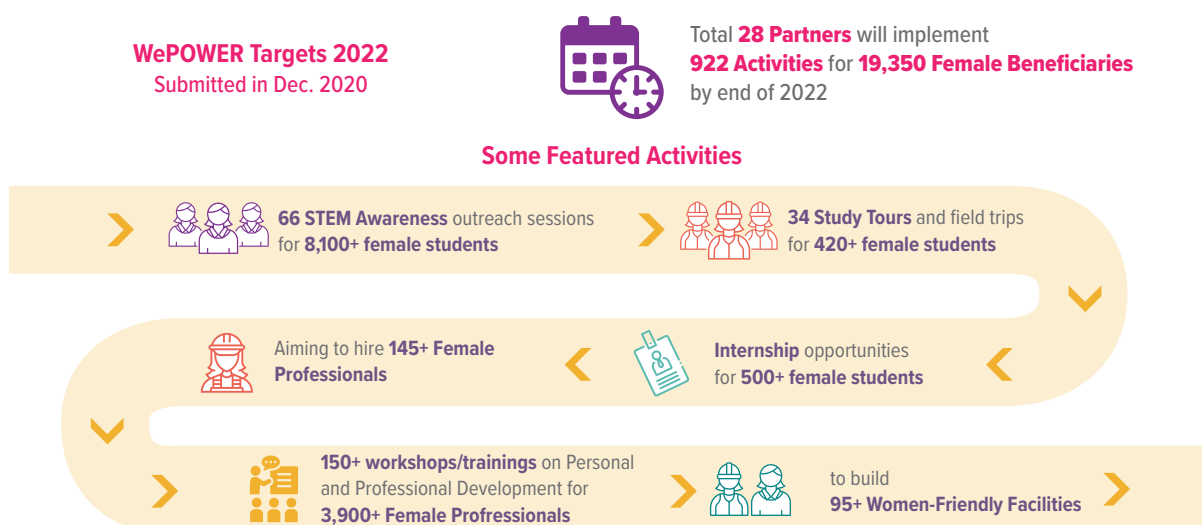 WePOWER Targets 2022
Submitted in Dec. 2020
Total 28 Partners will implement
922 Activities for 19,350 Female Beneficiaries
by end of 2022
Some Featured Activities
66 STEM Awareness outreach sessions
for 8,100+ female students
34 Study Tours and field trips
for 420+ female students
Internship opportunities
for 500+ female students
Aiming to hire 145+ Female
Professionals
150+ workshops/trainings on Personal
and Professional Development for
3,900+ Female Profressionals
to build
95+ Women-Friendly Facilities